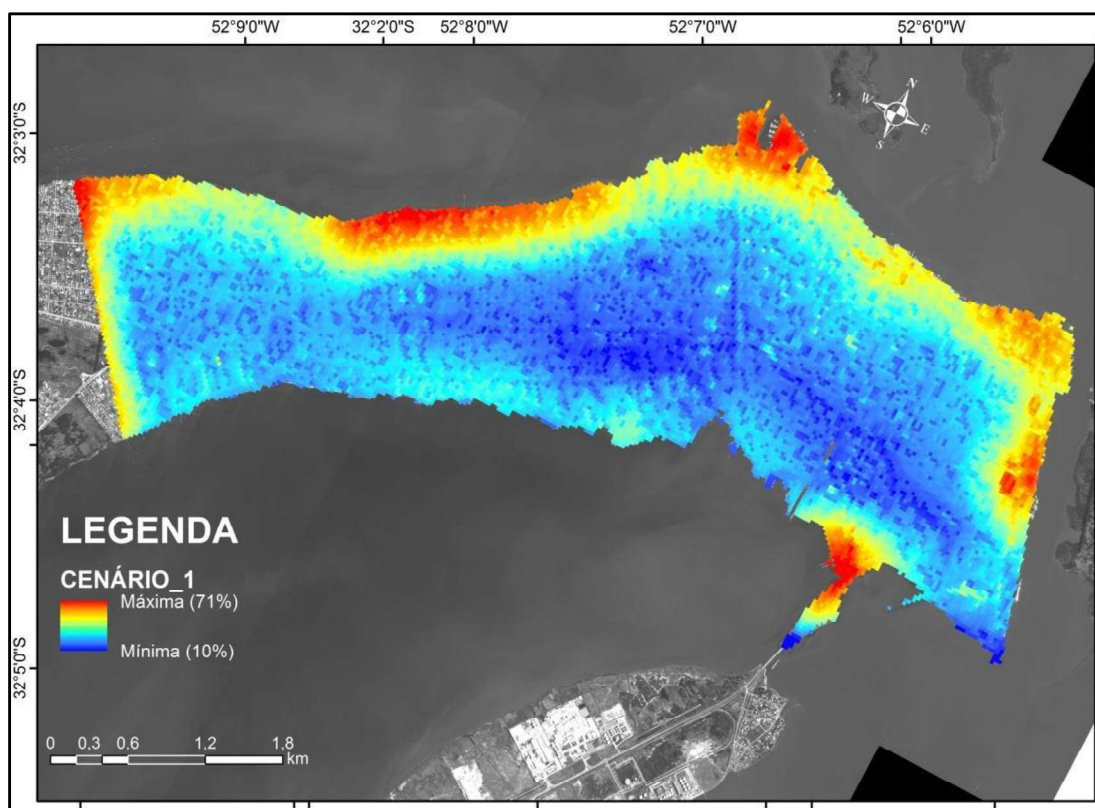 52°9'0"W 32°2'0"S 52°8'0"W 52°7'0"W 52°6'0"W
N
W
E
S
32°3'0"S
32°4'0"S
32°5'0"S
LEGENDA
CENÁRIO_1
Máxima (71%)
Mínima (10%)
0 0.3 0.6 1.2 1.8
km